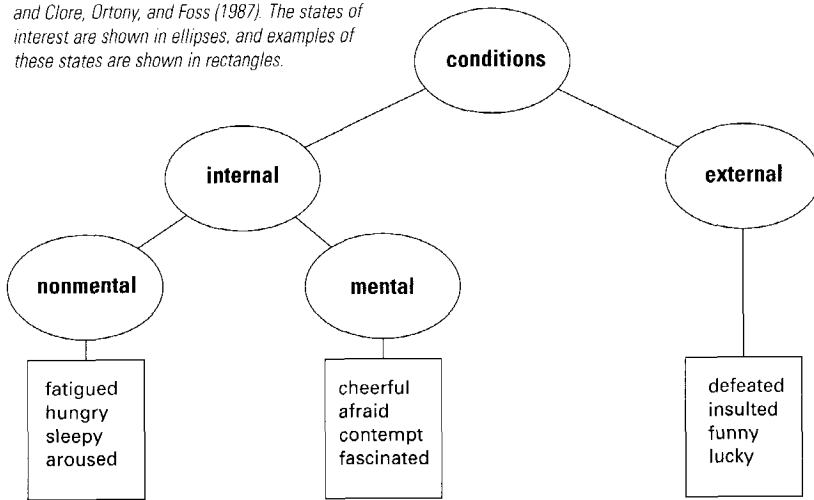 and Clore, Ortony, and Foss (1987). The states of
interest are shown in ellipses, and examples of
these states are shown in rectangles.
conditions
internal
external
nonmental
mental
fatigued
hungry
sleepy
aroused
cheerful
afraid
contempt
fascinated
defeated
insulted
funny
lucky